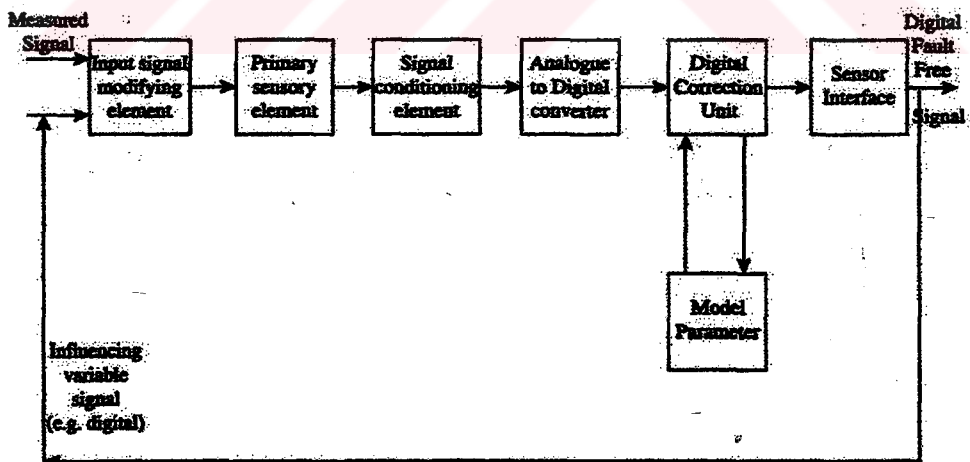 Measured
Signal
Input signal
modifying
element
Primary
sensory
element
Signal
conditioning
element
Analogue
to Digital
converter
Digital
Correction
Unit
Sensor
Interface
Digital
Fault
Free
Signal
Model
Parameter
Influencing
variable
signal
(e.g. digital)